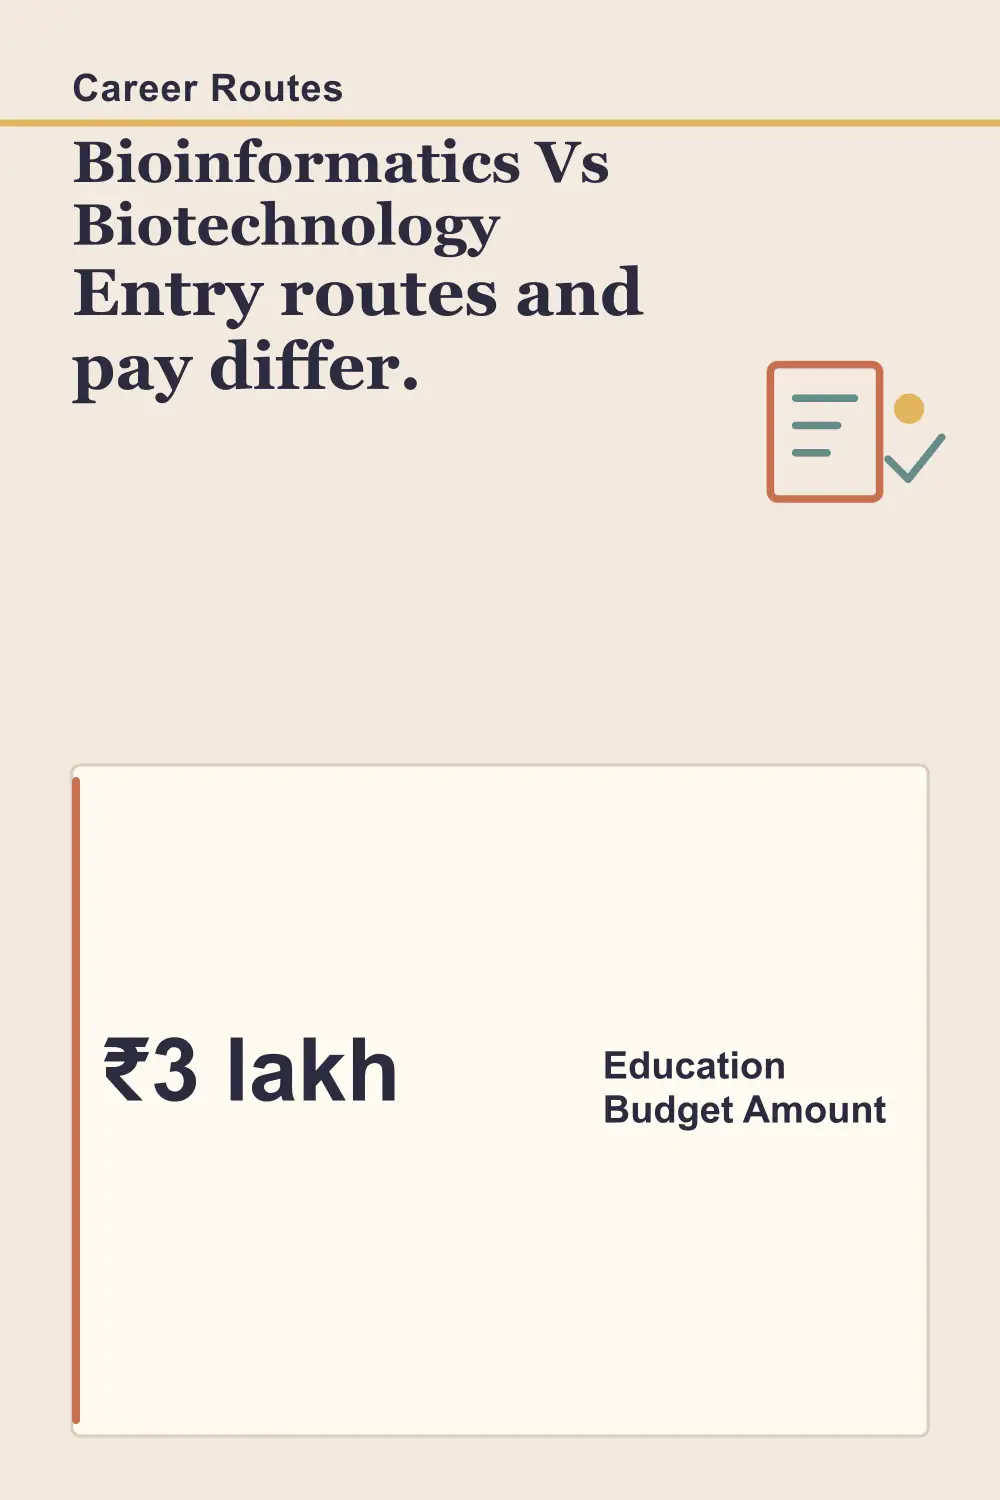 Career Routes
Bioinformatics Vs
Biotechnology
Entry routes and
pay differ.
₹3 lakh
Education
Budget Amount